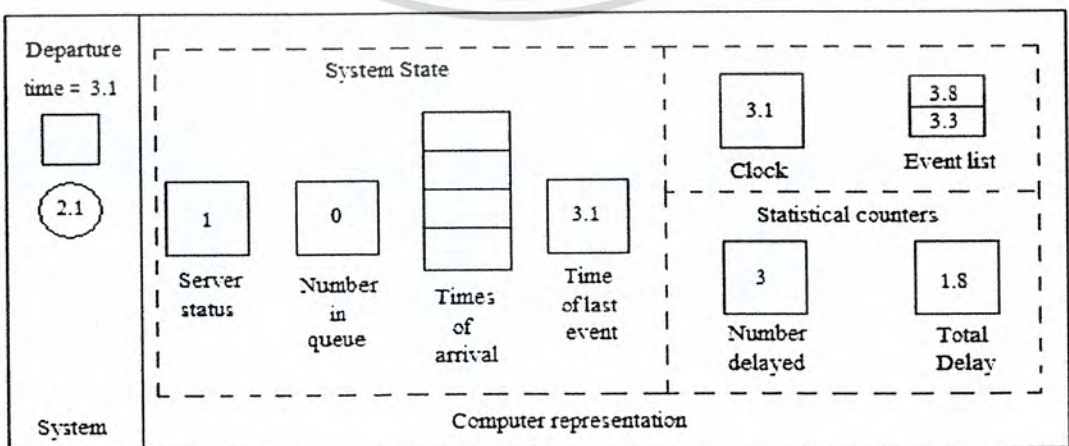 Departure
time = 3.1
2.1
System
System State
1
Server
status
0
Number
in
queue
Times
of
arrival
3.1
Time
of last
event
3.1
Clock
3.8
3.3
Event list
Statistical counters
3
Number
delayed
1.8
Total
Delay
Computer representation